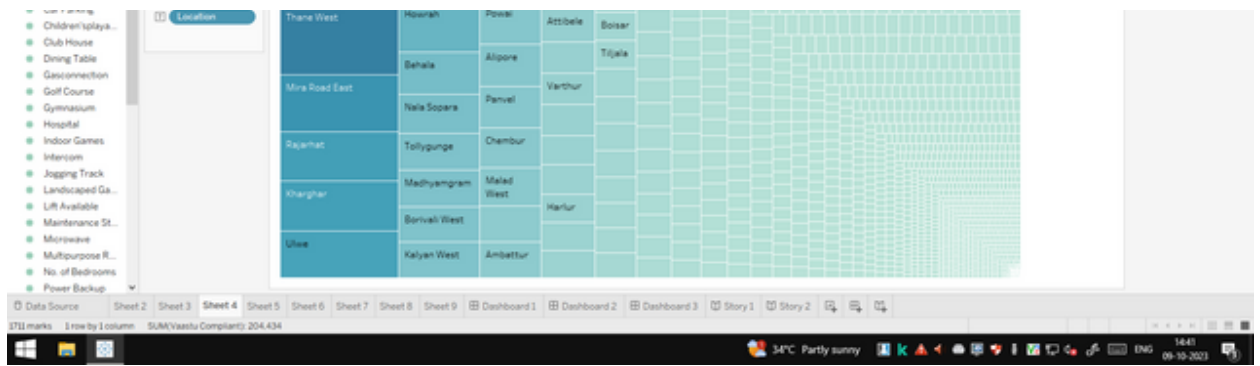 Car Parking
Children'splaya...
Club House
Dining Table
Gasconnection
Golf Course
Gymnasium
Hospital
Indoor Games
Intercom
Jogging Track
Landscaped Ga...
Lift Available
Maintenance St...
Microwave
Multipurpose R...
No. of Bedrooms
Power Backup
Location
Thane West
Mira Road East
Rajarhat
Kharghar
Ulwe
Howrah
Behala
Nala Sopara
Tollygunge
Madhyamgram
Borivali West
Kalyan West
Powai
Alipore
Panvel
Chembur
Malad
West
Ambattur
Attibele
Varthur
Harlur
Boisar
Tiljala
Data Source Sheet 2 Sheet 3 Sheet 4 Sheet 5 Sheet 6 Sheet 7 Sheet 8 Sheet 9 Dashboard 1 Dashboard 2 Dashboard 3 Story 1 Story 2
1711 marks 1 row by 1 column SUM(Vaastu Compliant): 204.434
34°C Partly sunny ENG 14:41
09-10-2023